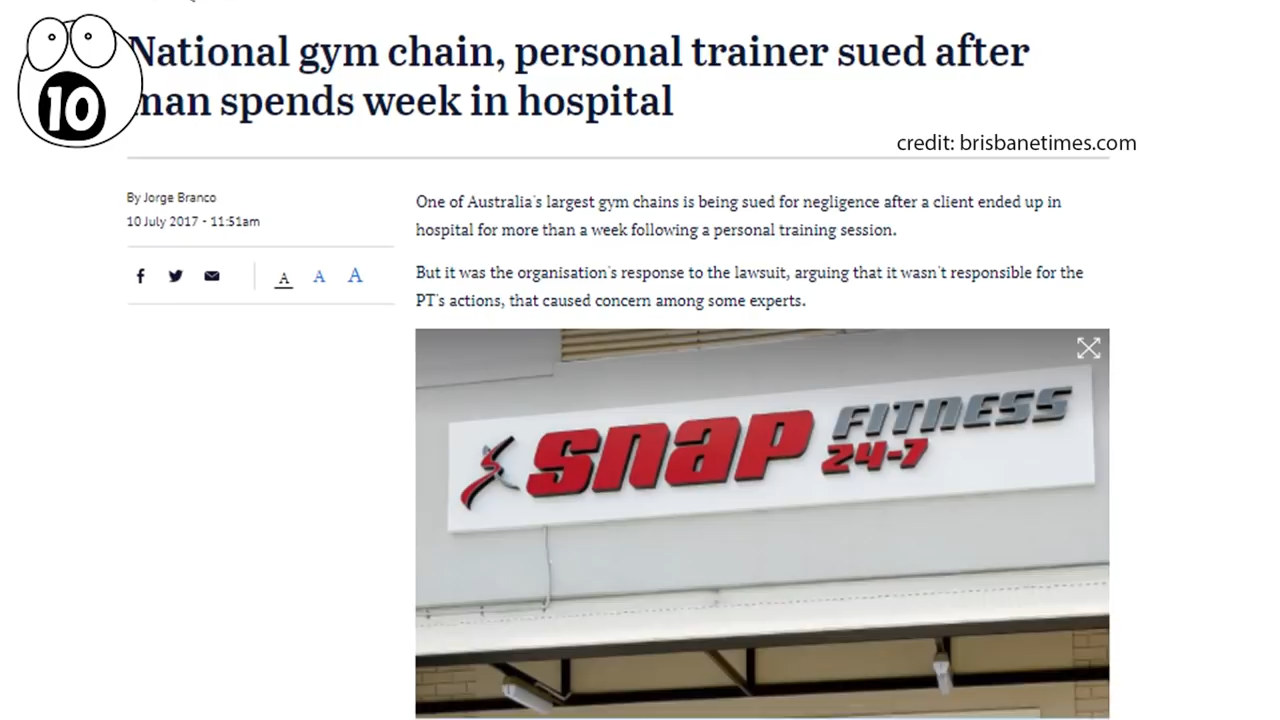 National gym chain, personal trainer sued after
man spends week in hospital
10
credit: brisbanetimes.com
By Jorge Branco
10 July 2017 - 11:51am
A A A
One of Australia's largest gym chains is being sued for negligence after a client ended up in
hospital for more than a week following a personal training session.
But it was the organisation's response to the lawsuit, arguing that it wasn't responsible for the
PT's actions, that caused concern among some experts.
snap FITNESS
24-7